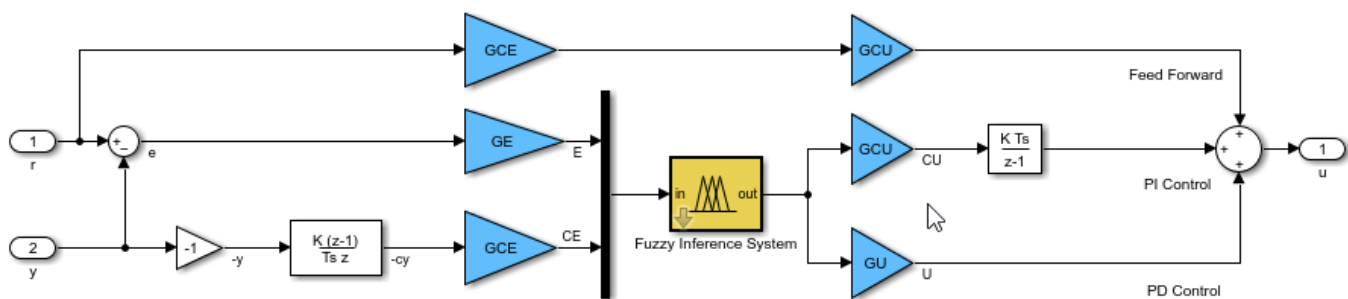 GCE
GCU
Feed Forward
1
r
+
−
e
GE
E
in
out
Fuzzy Inference System
GCU
CU
K Ts
z-1
PI Control
+
+
+
1
u
2
y
-1
-y
K (z-1)
Ts z
-cy
GCE
CE
GU
U
PD Control